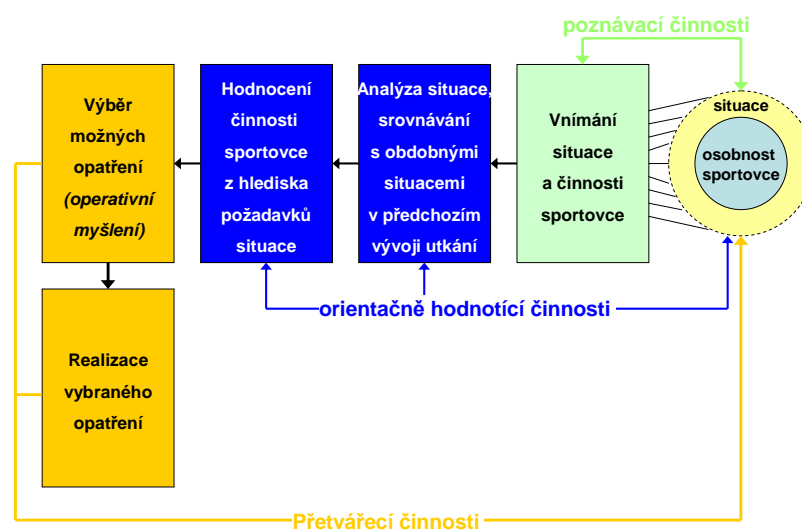 poznávací činnosti
Výběr
možných
opatření
(operativní
myšlení)
Hodnocení
činnosti
sportovce
z hlediska
požadavků
situace
Analýza situace,
srovnávání
s obdobnými
situacemi
v předchozím
vývoji utkání
Vnímání
situace
a činnosti
sportovce
situace
osobnost
sportovce
orientačně hodnotící činnosti
Realizace
vybraného
opatření
Přetvářecí činnosti